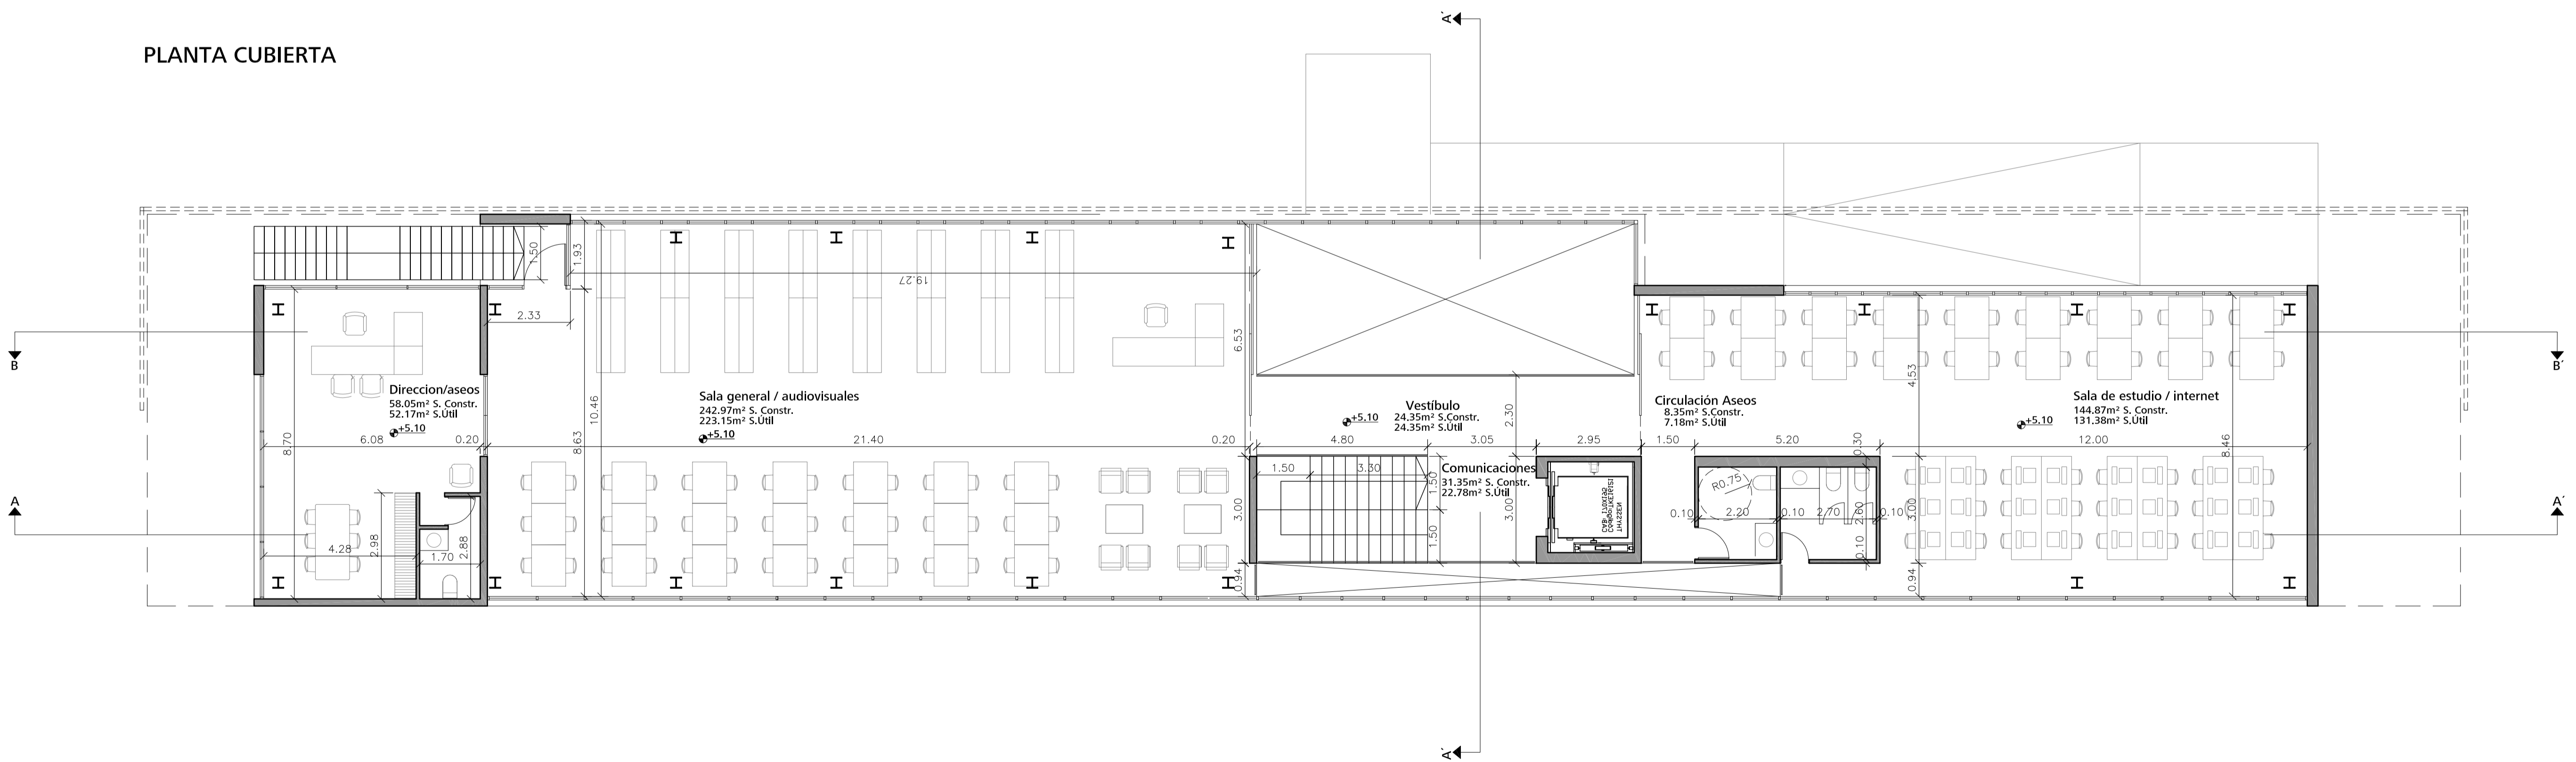 PLANTA CUBIERTA
A´
B
B´
A
A´
A´
1.50
1.93
19.27
2.33
6.53
Direccion/aseos
58.05m² S. Constr.
52.17m² S.Útil
+5.10
Sala general / audiovisuales
242.97m² S. Constr.
223.15m² S.Útil
+5.10
Vestíbulo
24.35m² S.Constr.
24.35m² S.Útil
+5.10
Circulación Aseos
8.35m² S.Constr.
7.18m² S.Útil
Sala de estudio / internet
144.87m² S. Constr.
131.38m² S.Útil
+5.10
8.70
6.08
0.20
8.63
10.46
21.40
0.20
4.80
3.05
2.30
2.95
1.50
5.20
0.30
4.53
12.00
8.46
Comunicaciones
31.35m² S. Constr.
22.78m² S.Útil
1.50
3.30
1.50
1.50
3.00
3.00
THYSSEN
R0.75
0.10
2.20
0.10
2.70
2.60
0.10
0.10
3.00
4.28
2.98
1.70
2.88
0.94
0.94